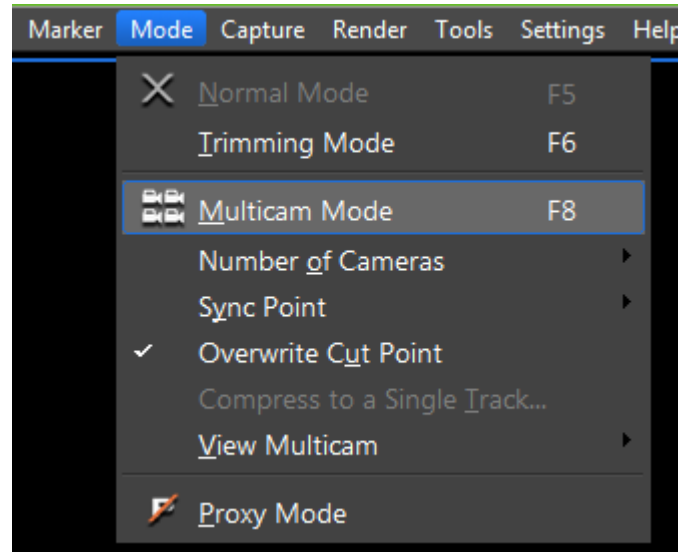 Marker Mode Capture Render Tools Settings Help
Normal Mode F5
Trimming Mode F6
Multicam Mode F8
Number of Cameras
Sync Point
Overwrite Cut Point
Compress to a Single Track...
View Multicam
Proxy Mode